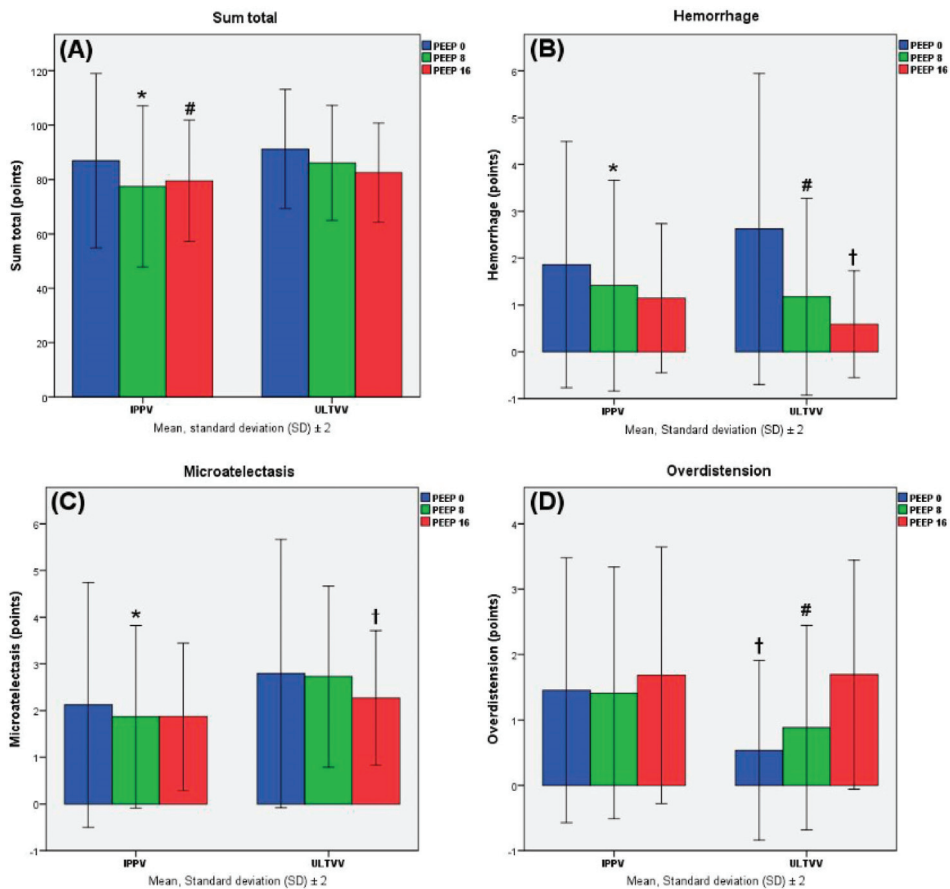 Sum total
(A)
PEEP 0
PEEP 8
PEEP 16
Sum total (points)
120
100
80
60
40
20
0
*
#
IPPV
ULTVV
Mean, standard deviation (SD) ± 2
Hemorrhage
(B)
PEEP 0
PEEP 8
PEEP 16
Hemorrhage (points)
6
5
4
3
2
1
0
-1
*
#
†
IPPV
ULTVV
Mean, Standard deviation (SD) ± 2
Microatelectasis
(C)
PEEP 0
PEEP 8
PEEP 16
Microatelectasis (points)
6
5
4
3
2
1
0
-1
*
†
IPPV
ULTVV
Mean, Standard deviation (SD) ± 2
Overdistension
(D)
PEEP 0
PEEP 8
PEEP 16
Overdistension (points)
4
3
2
1
0
-1
†
#
IPPV
ULTVV
Mean, Standard deviation (SD) ± 2